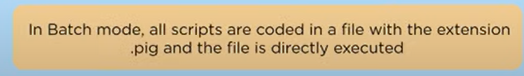 In Batch mode, all scripts are coded in a file with the extension
.pig and the file is directly executed